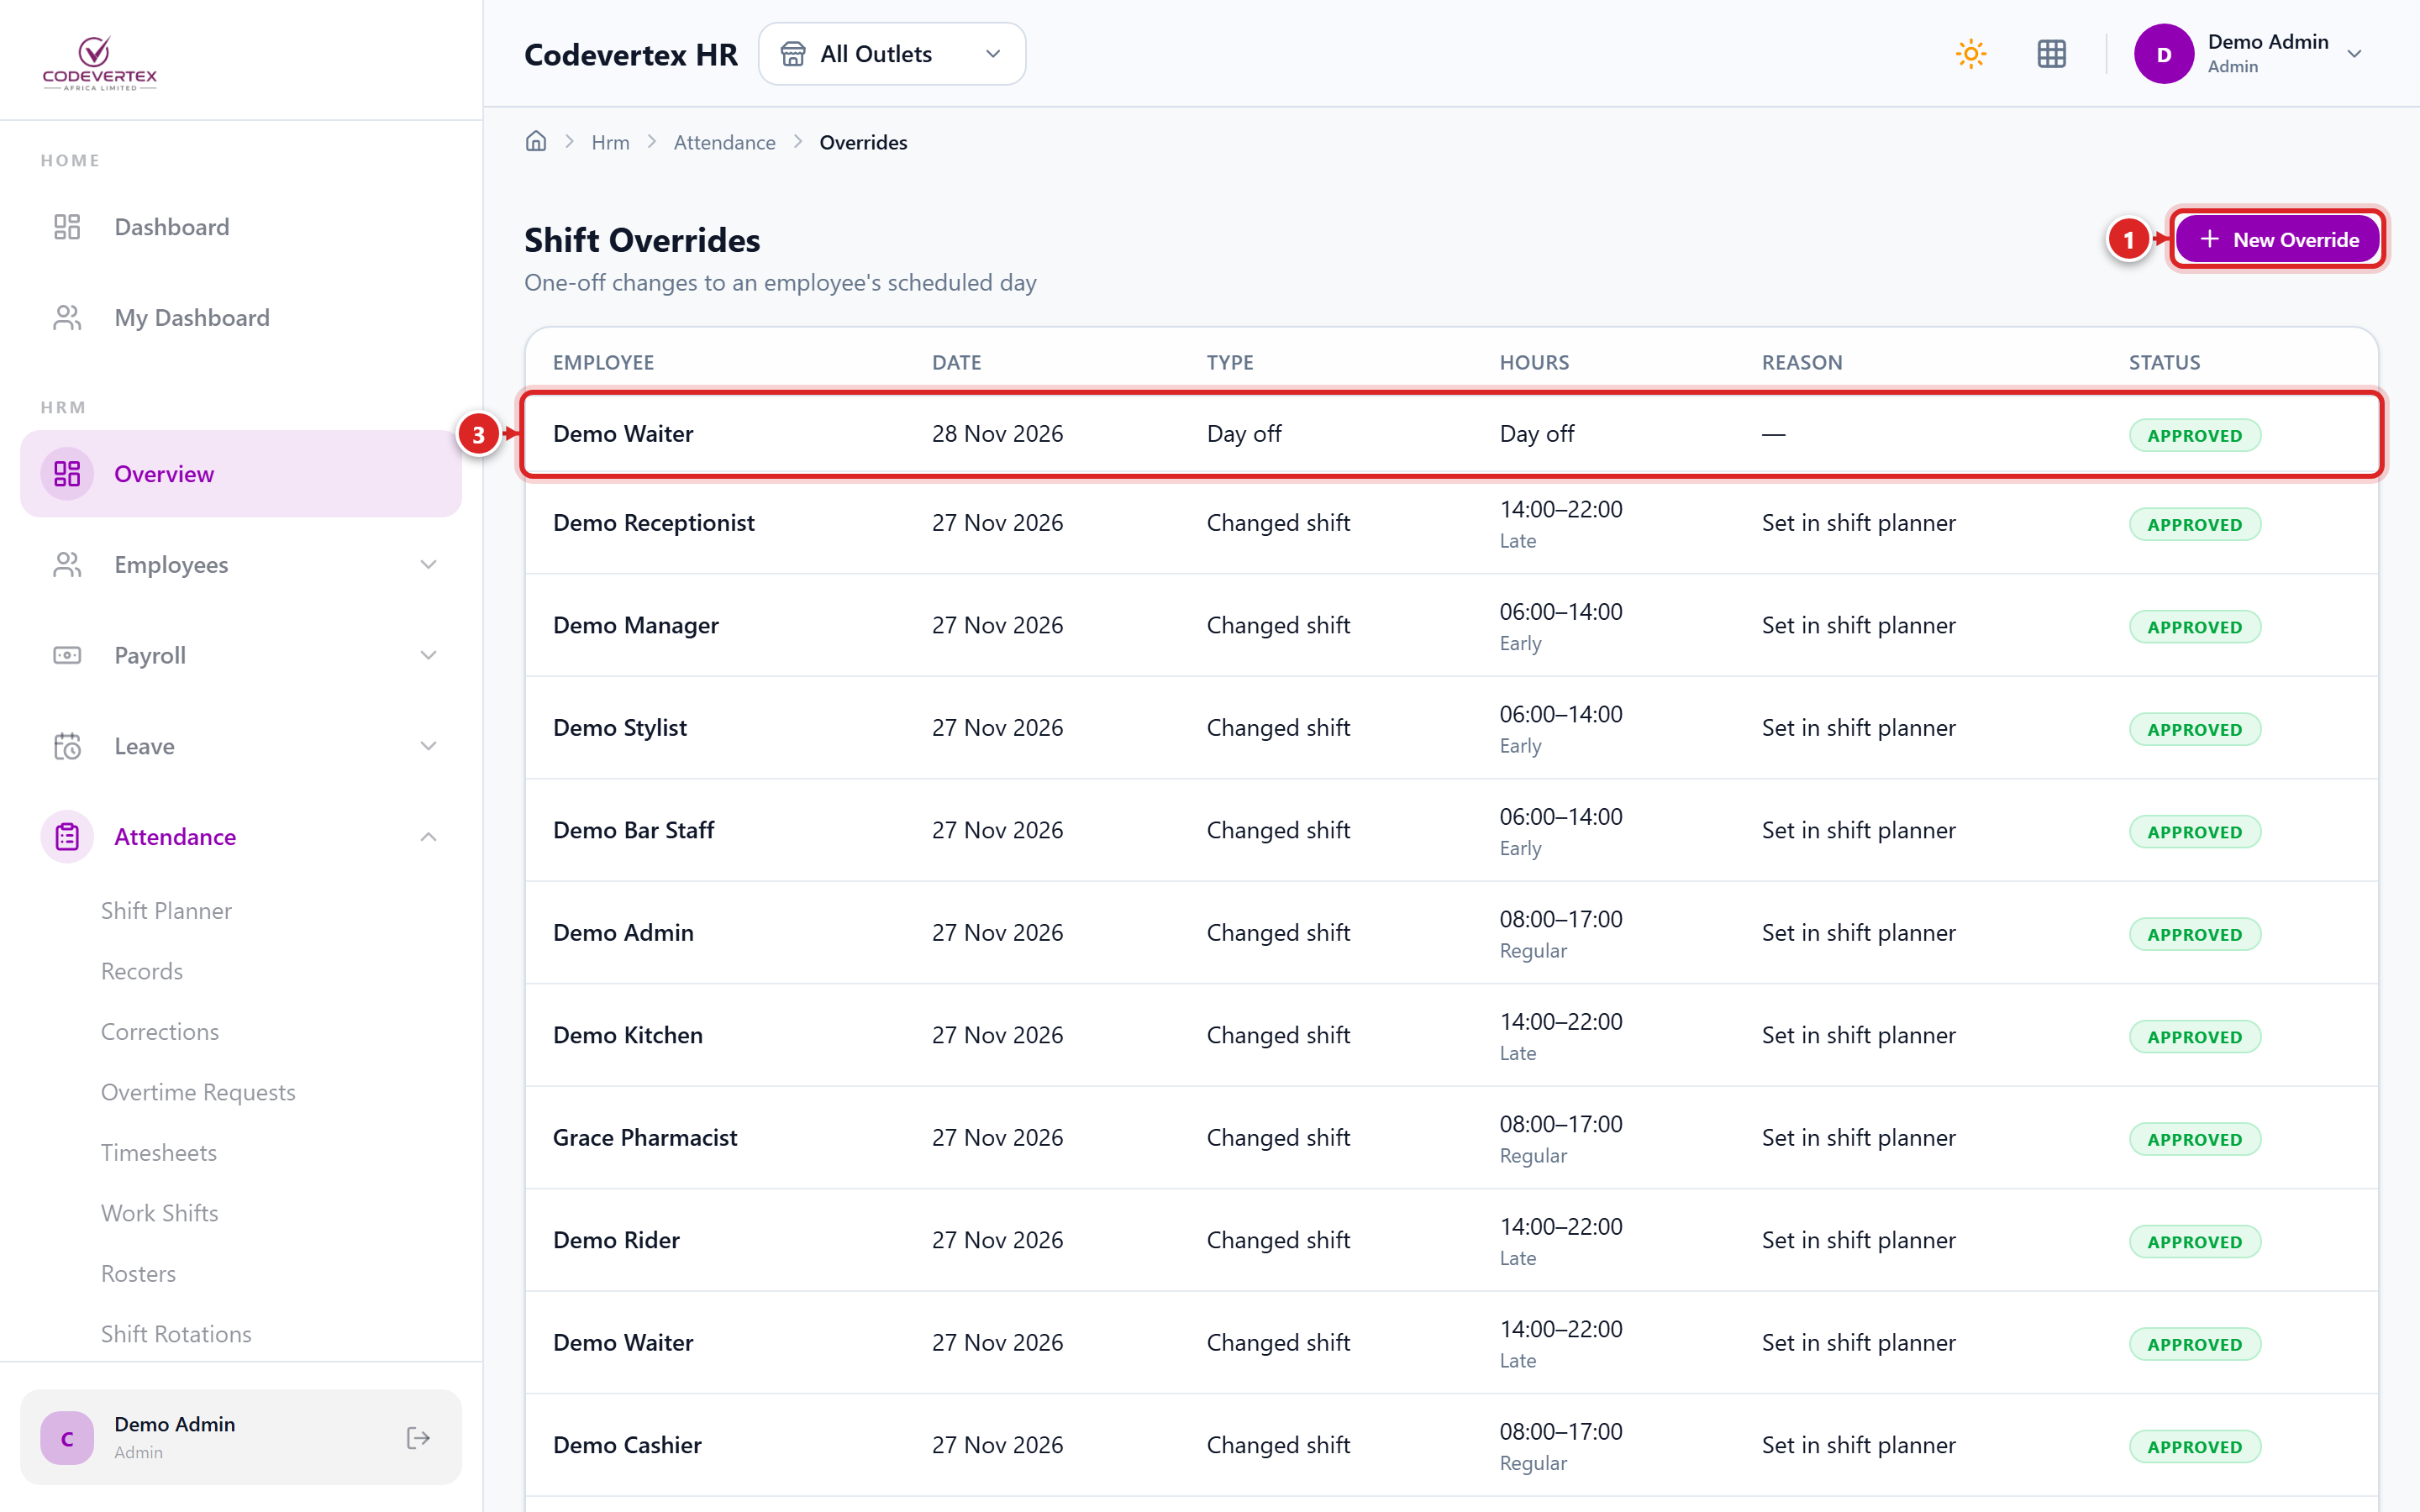 CODEVERTEX
AFRICA LIMITED
HOME
Dashboard
My Dashboard
HRM
Overview
Employees
Payroll
Leave
Attendance
Shift Planner
Records
Corrections
Overtime Requests
Timesheets
Work Shifts
Rosters
Shift Rotations
C
Demo Admin
Admin
Codevertex HR
All Outlets
D
Demo Admin
Admin
Hrm Attendance Overrides
Shift Overrides
One-off changes to an employee's scheduled day
1
+ New Override
EMPLOYEE DATE TYPE HOURS REASON STATUS
3
Demo Waiter 28 Nov 2026 Day off Day off — APPROVED
Demo Receptionist 27 Nov 2026 Changed shift 14:00–22:00 Set in shift planner APPROVED
Late
Demo Manager 27 Nov 2026 Changed shift 06:00–14:00 Set in shift planner APPROVED
Early
Demo Stylist 27 Nov 2026 Changed shift 06:00–14:00 Set in shift planner APPROVED
Early
Demo Bar Staff 27 Nov 2026 Changed shift 06:00–14:00 Set in shift planner APPROVED
Early
Demo Admin 27 Nov 2026 Changed shift 08:00–17:00 Set in shift planner APPROVED
Regular
Demo Kitchen 27 Nov 2026 Changed shift 14:00–22:00 Set in shift planner APPROVED
Late
Grace Pharmacist 27 Nov 2026 Changed shift 08:00–17:00 Set in shift planner APPROVED
Regular
Demo Rider 27 Nov 2026 Changed shift 14:00–22:00 Set in shift planner APPROVED
Late
Demo Waiter 27 Nov 2026 Changed shift 14:00–22:00 Set in shift planner APPROVED
Late
Demo Cashier 27 Nov 2026 Changed shift 08:00–17:00 Set in shift planner APPROVED
Regular